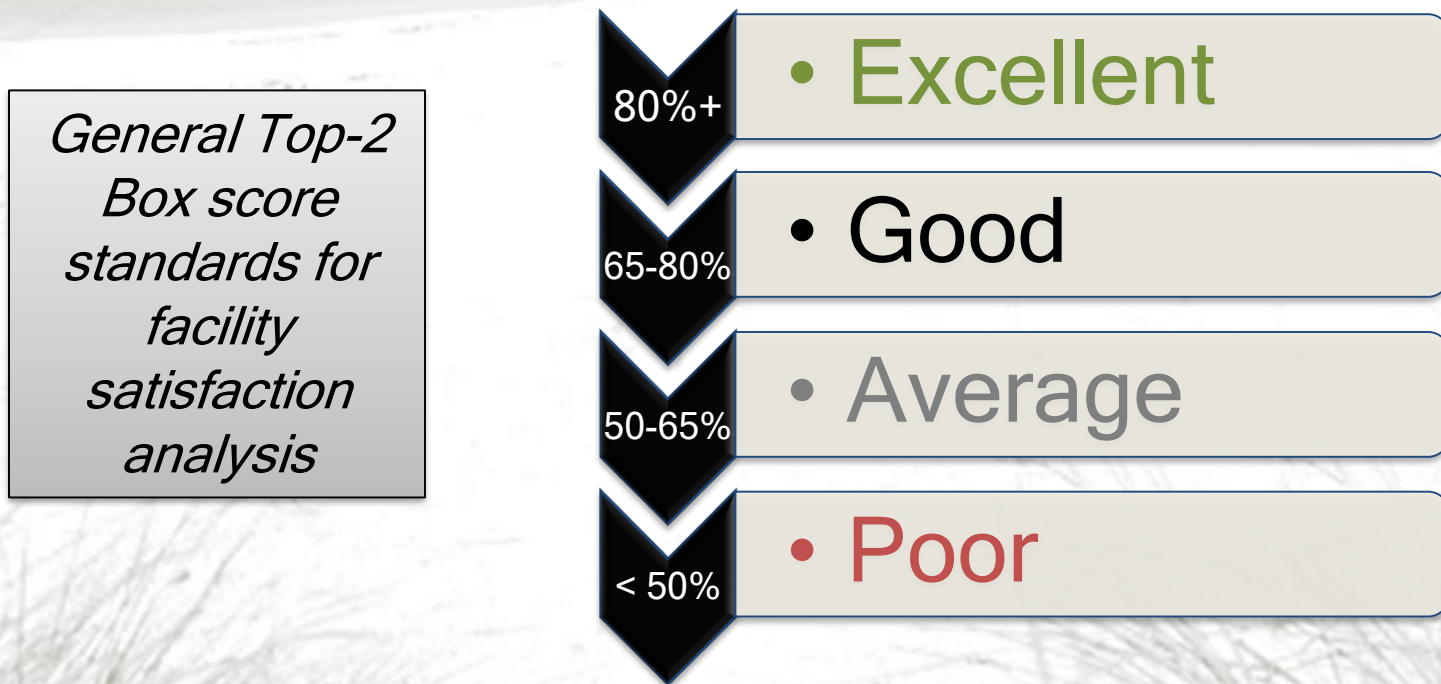 General Top-2
Box score
standards for
facility
satisfaction
analysis
80%+
• Excellent
65-80%
• Good
50-65%
• Average
< 50%
• Poor